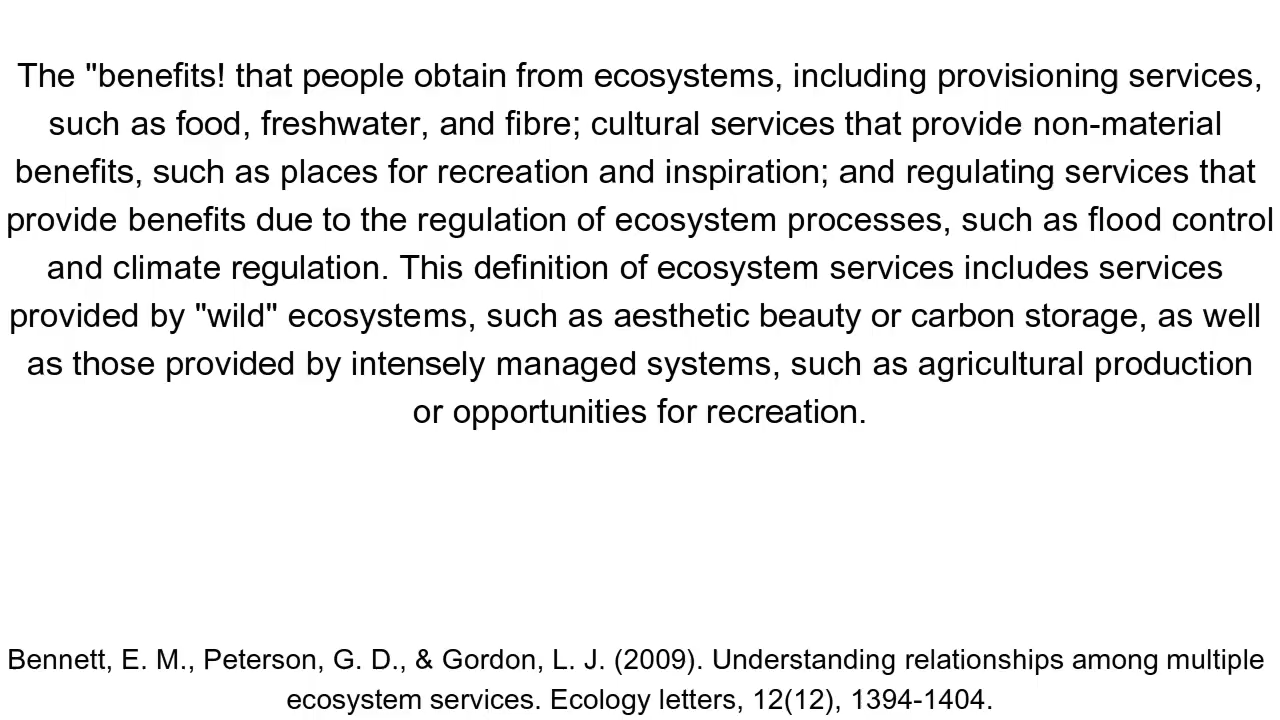 The "benefits! that people obtain from ecosystems, including provisioning services,
such as food, freshwater, and fibre; cultural services that provide non-material
benefits, such as places for recreation and inspiration; and regulating services that
provide benefits due to the regulation of ecosystem processes, such as flood control
and climate regulation. This definition of ecosystem services includes services
provided by "wild" ecosystems, such as aesthetic beauty or carbon storage, as well
as those provided by intensely managed systems, such as agricultural production
or opportunities for recreation.
Bennett, E. M., Peterson, G. D., & Gordon, L. J. (2009). Understanding relationships among multiple
ecosystem services. Ecology letters, 12(12), 1394-1404.